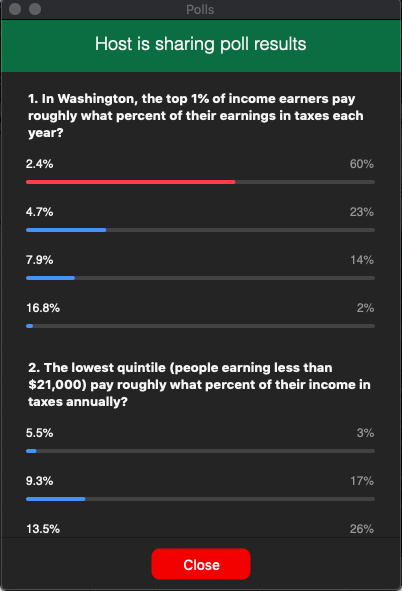 Polls
Host is sharing poll results
1. In Washington, the top 1% of income earners pay
roughly what percent of their earnings in taxes each
year?
2.4% 60%
4.7% 23%
7.9% 14%
16.8% 2%
2. The lowest quintile (people earning less than
$21,000) pay roughly what percent of their income in
taxes annually?
5.5% 3%
9.3% 17%
13.5% 26%
Close